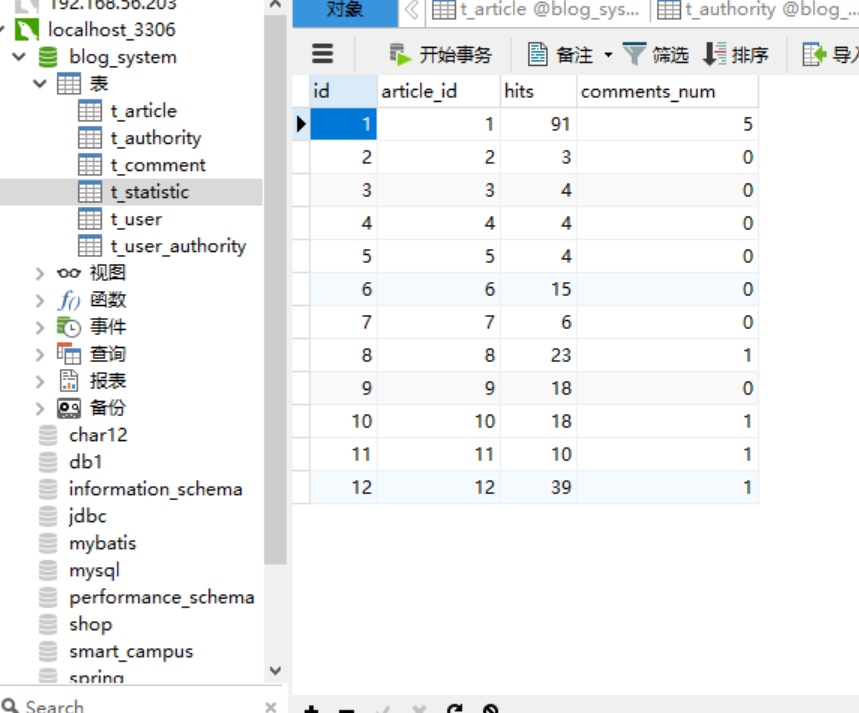 192.168.56.203
localhost_3306
blog_system
表
t_article
t_authority
t_comment
t_statistic
t_user
t_user_authority
视图
f() 函数
事件
查询
报表
备份
char12
db1
information_schema
jdbc
mybatis
mysql
performance_schema
shop
smart_campus
spring
Search
对象 t_article @blog_sys... t_authority @blog_...
开始事务 备注 筛选 排序 导入
id article_id hits comments_num
1 1 91 5
2 2 3 0
3 3 4 0
4 4 4 0
5 5 4 0
6 6 15 0
7 7 6 0
8 8 23 1
9 9 18 0
10 10 18 1
11 11 10 1
12 12 39 1